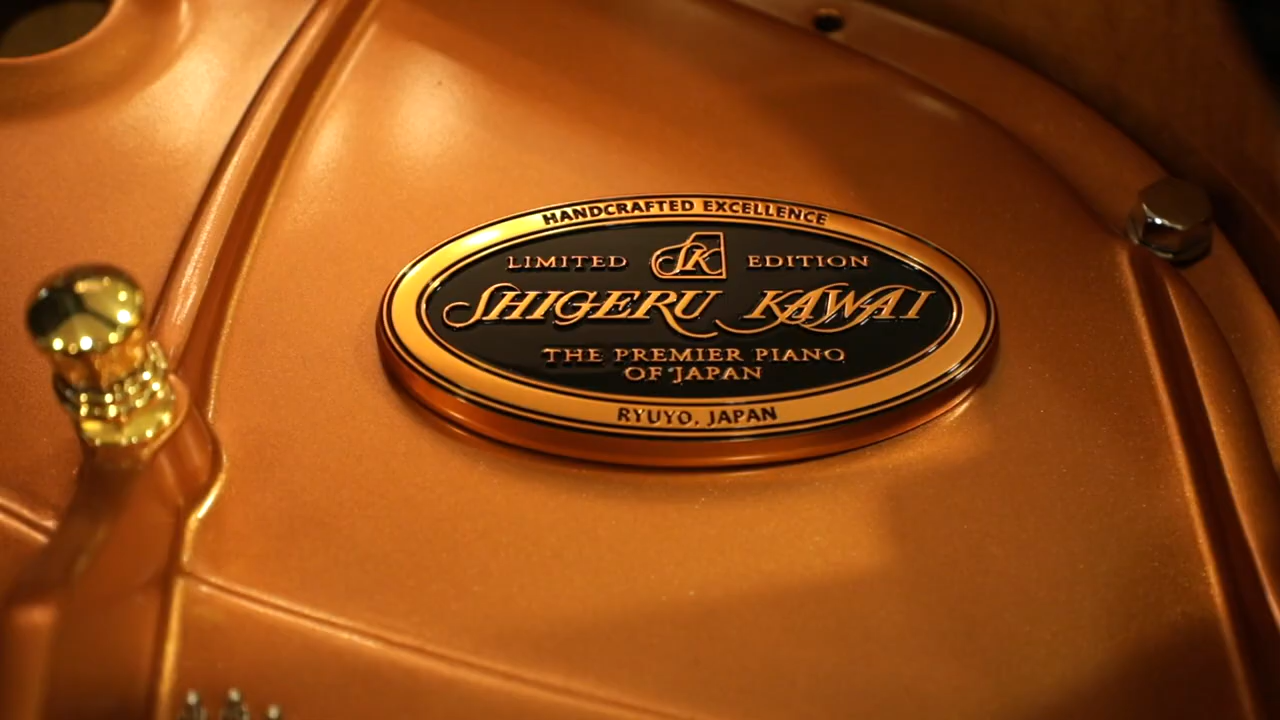 HANDCRAFTED EXCELLENCE
LIMITED SK EDITION
SHIGERU KAWAI
THE PREMIER PIANO
OF JAPAN
RYUYO, JAPAN